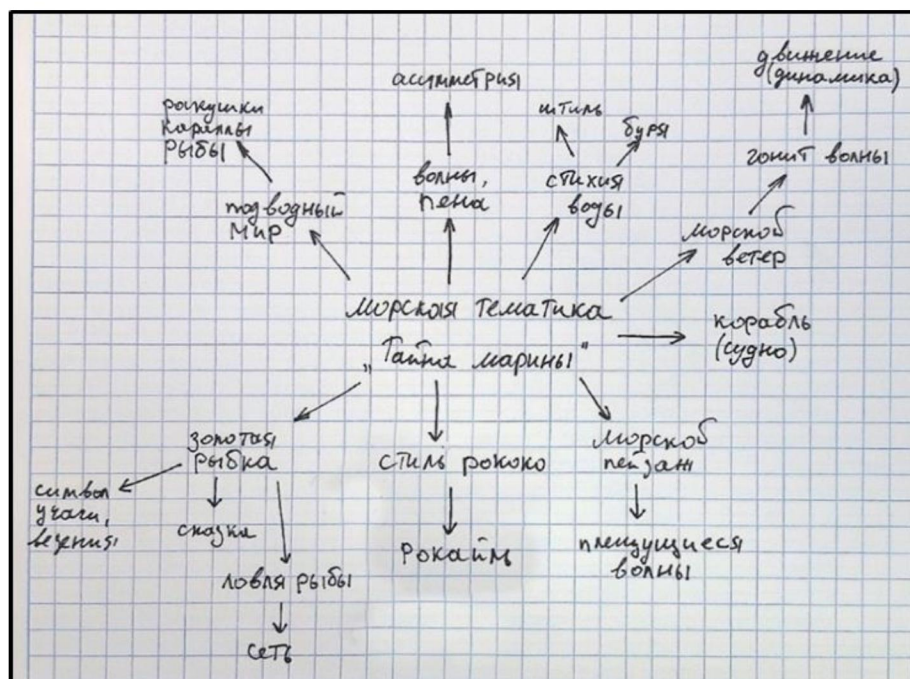 движение
(динамика)
асимметрия
ракушки
кораллы
рыбы
штиль
буря
гонит волны
волны,
пена
стихия
воды
подводный
мир
морской
ветер
морская тематика
"Тайна марины"
корабль
(судно)
золотая
рыбка
стиль рококо
морской
пейзаж
символ
удачи,
везения
сказка
рокайль
плещущиеся
волны
ловля рыбы
сеть